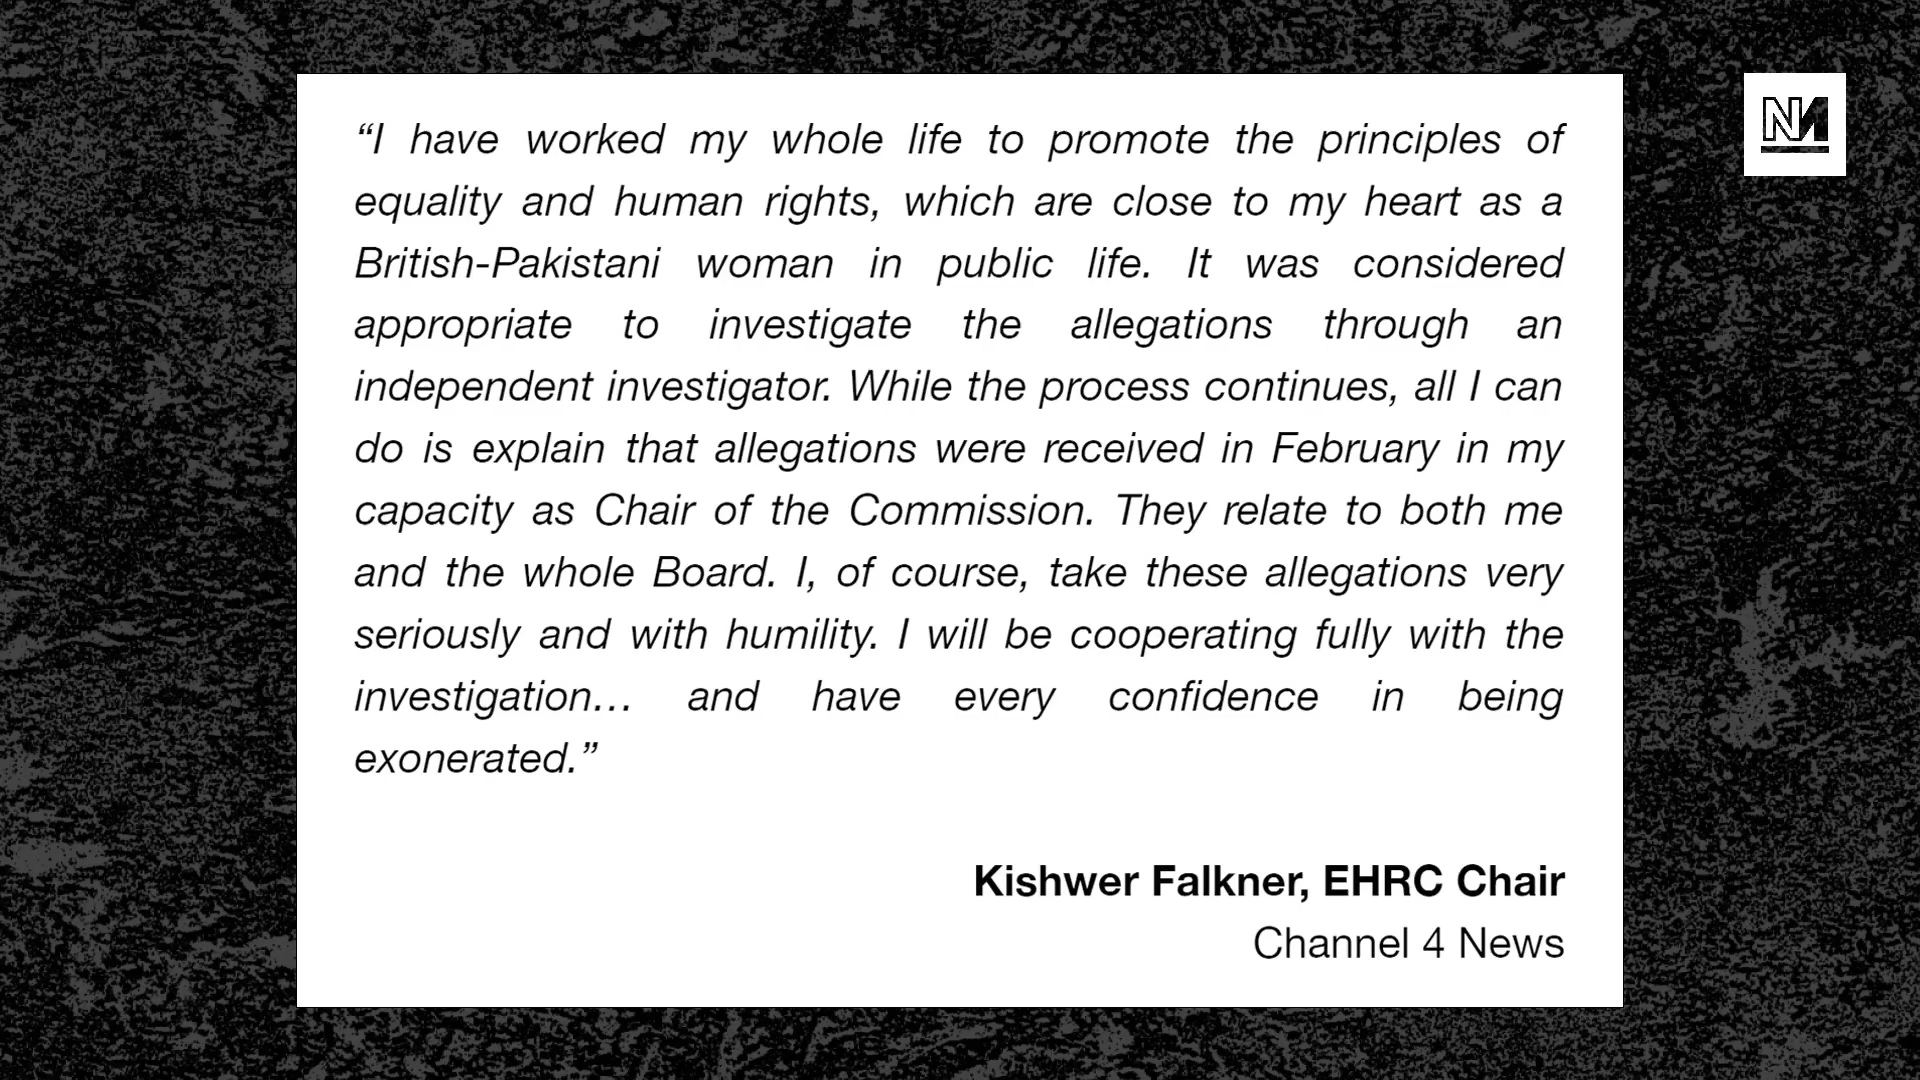 “I have worked my whole life to promote the principles of
equality and human rights, which are close to my heart as a
British-Pakistani woman in public life. It was considered
appropriate to investigate the allegations through an
independent investigator. While the process continues, all I can
do is explain that allegations were received in February in my
capacity as Chair of the Commission. They relate to both me
and the whole Board. I, of course, take these allegations very
seriously and with humility. I will be cooperating fully with the
investigation… and have every confidence in being
exonerated.”
Kishwer Falkner, EHRC Chair
Channel 4 News
NM